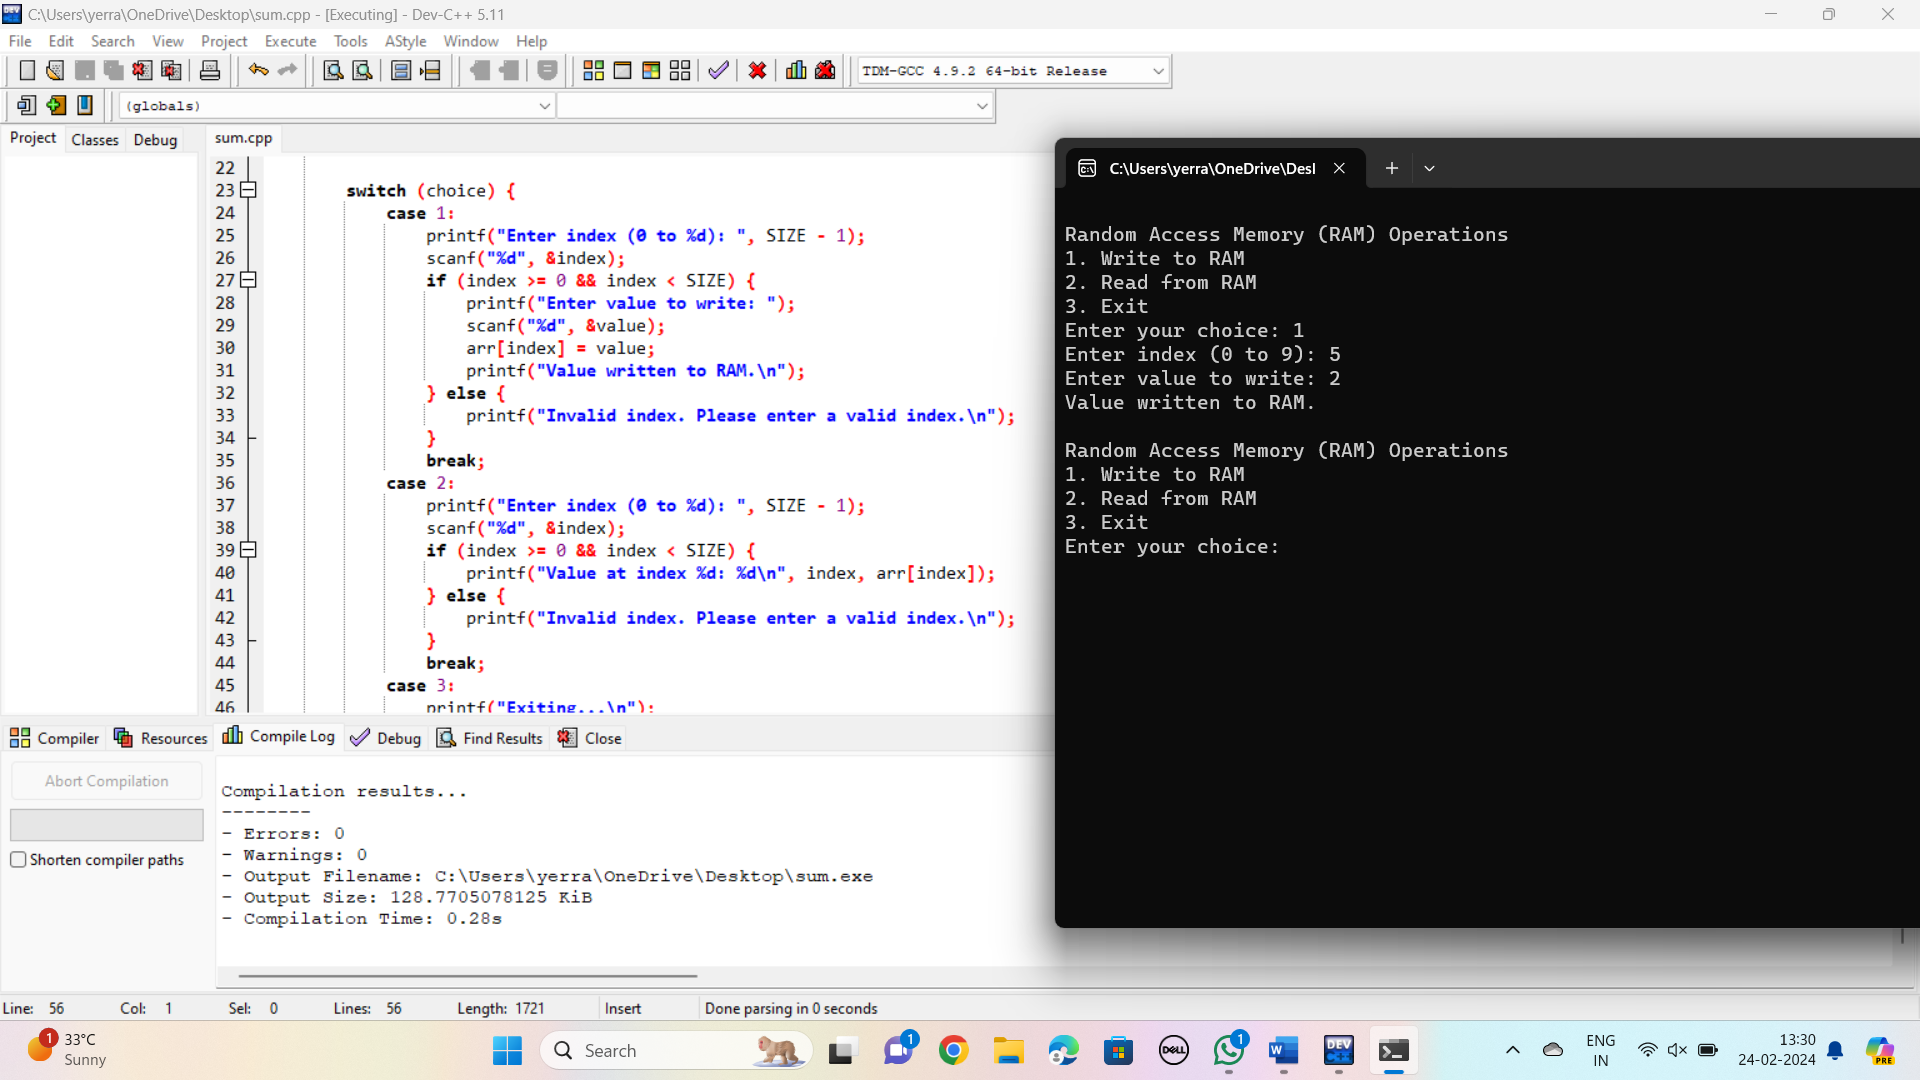 C:\Users\yerra\OneDrive\Desktop\sum.cpp - [Executing] - Dev-C++ 5.11
File Edit Search View Project Execute Tools AStyle Window Help
TDM-GCC 4.9.2 64-bit Release
(globals)
Project Classes Debug
sum.cpp
22
23 switch (choice) {
24 case 1:
25 printf("Enter index (0 to %d): ", SIZE - 1);
26 scanf("%d", &index);
27 if (index >= 0 && index < SIZE) {
28 printf("Enter value to write: ");
29 scanf("%d", &value);
30 arr[index] = value;
31 printf("Value written to RAM.\n");
32 } else {
33 printf("Invalid index. Please enter a valid index.\n");
34 }
35 break;
36 case 2:
37 printf("Enter index (0 to %d): ", SIZE - 1);
38 scanf("%d", &index);
39 if (index >= 0 && index < SIZE) {
40 printf("Value at index %d: %d\n", index, arr[index]);
41 } else {
42 printf("Invalid index. Please enter a valid index.\n");
43 }
44 break;
45 case 3:
46 printf("Exiting...\n");
C:\Users\yerra\OneDrive\Desl
Random Access Memory (RAM) Operations
1. Write to RAM
2. Read from RAM
3. Exit
Enter your choice: 1
Enter index (0 to 9): 5
Enter value to write: 2
Value written to RAM.
Random Access Memory (RAM) Operations
1. Write to RAM
2. Read from RAM
3. Exit
Enter your choice:
Compiler Resources Compile Log Debug Find Results Close
Abort Compilation
Shorten compiler paths
Compilation results...
--------
- Errors: 0
- Warnings: 0
- Output Filename: C:\Users\yerra\OneDrive\Desktop\sum.exe
- Output Size: 128.7705078125 KiB
- Compilation Time: 0.28s
Line: 56 Col: 1 Sel: 0 Lines: 56 Length: 1721 Insert Done parsing in 0 seconds
1
33°C
Sunny
Search
1
DELL
1
W
DEV
C++
ENG
IN
13:30
24-02-2024
PRE